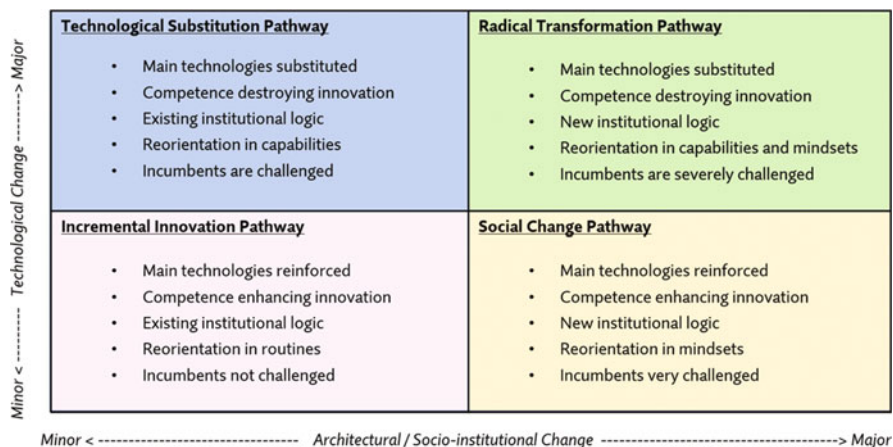 Technological Substitution Pathway
• Main technologies substituted
• Competence destroying innovation
• Existing institutional logic
• Reorientation in capabilities
• Incumbents are challenged
Radical Transformation Pathway
• Main technologies substituted
• Competence destroying innovation
• New institutional logic
• Reorientation in capabilities and mindsets
• Incumbents are severely challenged
Incremental Innovation Pathway
• Main technologies reinforced
• Competence enhancing innovation
• Existing institutional logic
• Reorientation in routines
• Incumbents not challenged
Social Change Pathway
• Main technologies reinforced
• Competence enhancing innovation
• New institutional logic
• Reorientation in mindsets
• Incumbents very challenged
Minor < --------- Technological Change --------> Major
Minor < ------------------------------- Architectural / Socio-institutional Change -------------------------------------> Major